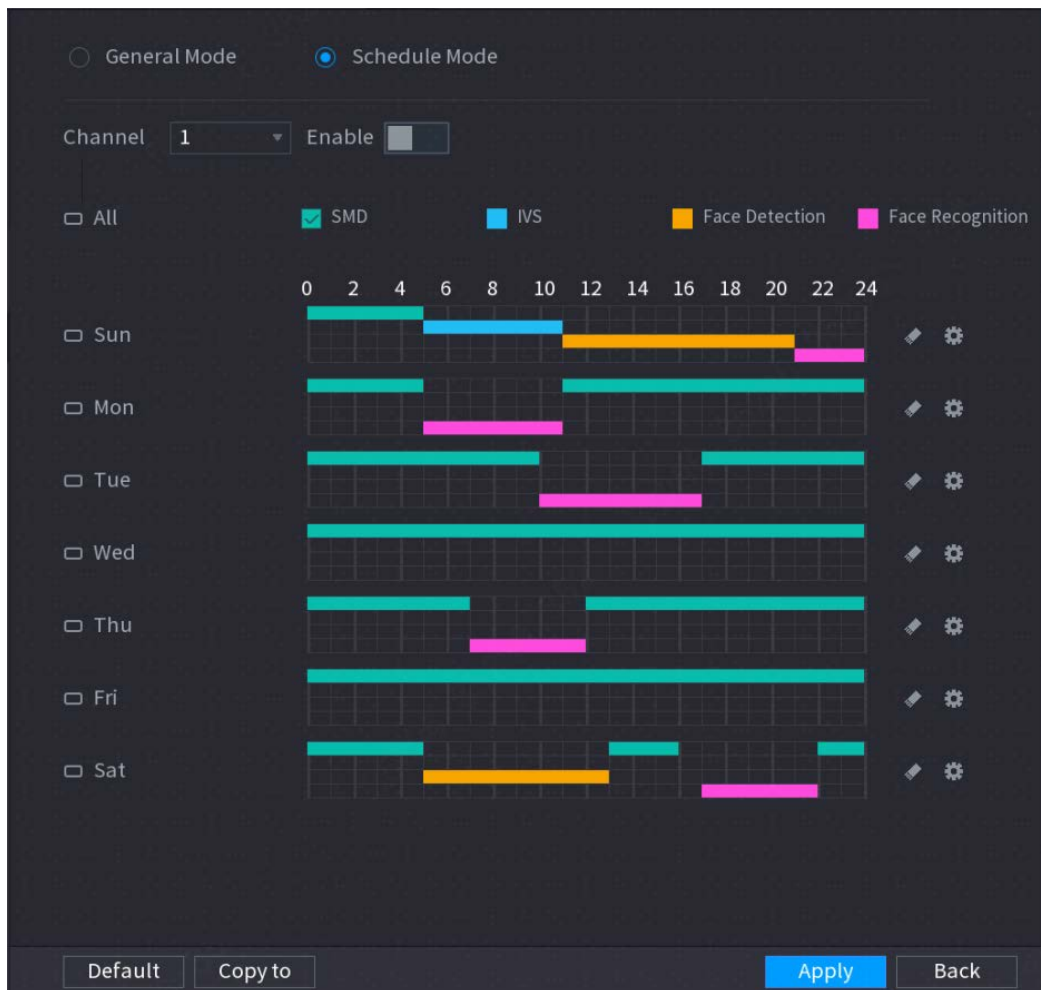 General Mode Schedule Mode
Channel 1 Enable
All SMD IVS Face Detection Face Recognition
0 2 4 6 8 10 12 14 16 18 20 22 24
Sun
Mon
Tue
Wed
Thu
Fri
Sat
Default Copy to Apply Back